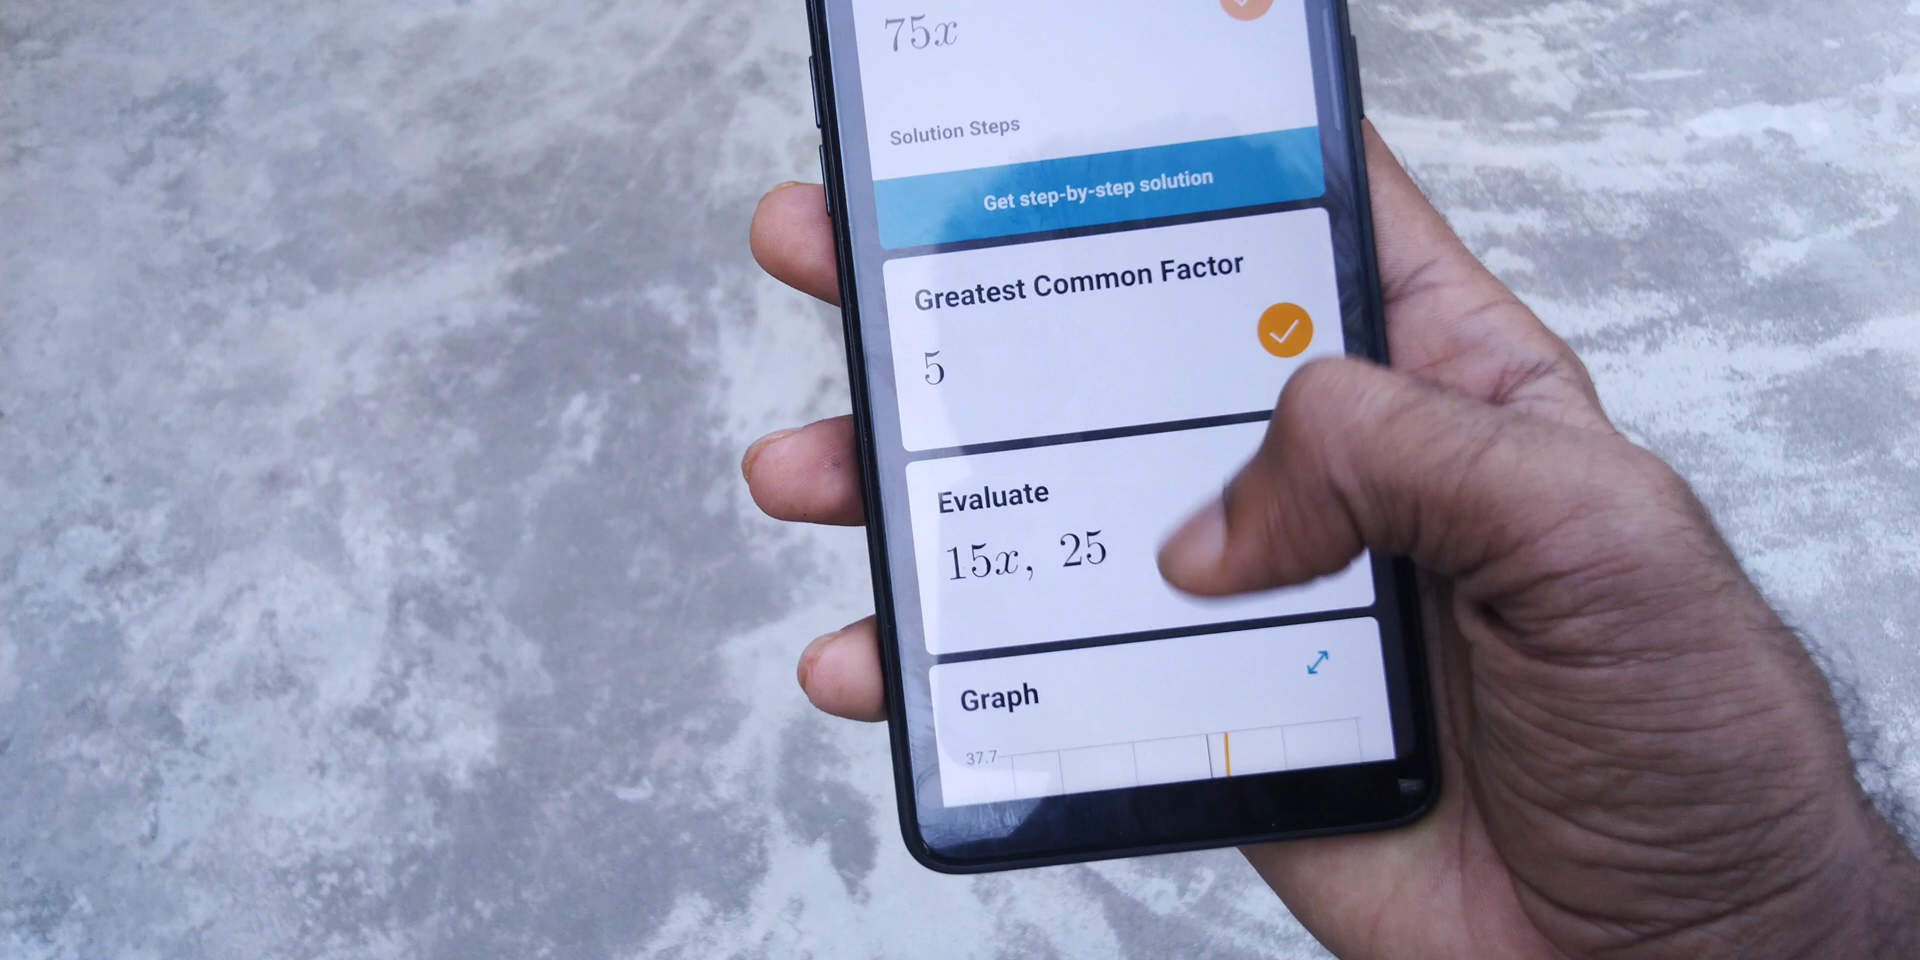 75x
Solution Steps
Get step-by-step solution
Greatest Common Factor
5
Evaluate
15x, 25
Graph
37.7